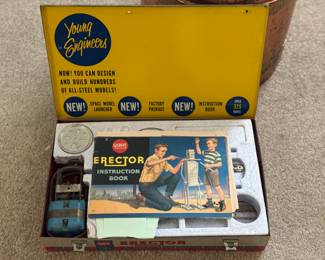 Young
Engineers
NOW! YOU CAN DESIGN
AND BUILD HUNDREDS
OF ALL-STEEL MODELS!
NEW! SPACE MODEL LAUNCHER NEW! FACTORY PACKAGE NEW! INSTRUCTION BOOK
ERECTOR
INSTRUCTION
BOOK
ERECTOR